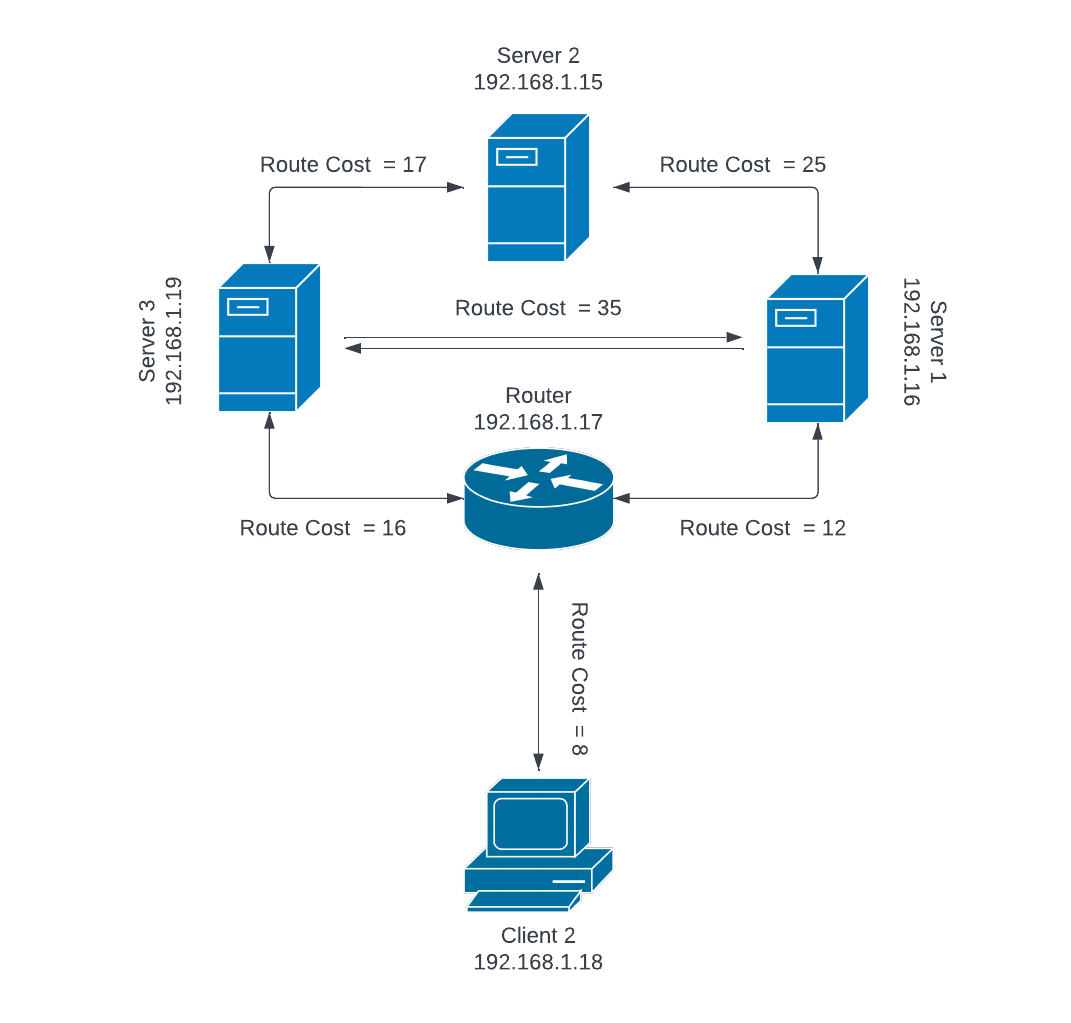 Server 2
192.168.1.15
Route Cost  = 17
Route Cost  = 25
Server 3
192.168.1.19
Route Cost  = 35
Server 1
192.168.1.16
Router
192.168.1.17
Route Cost  = 16
Route Cost  = 12
Route Cost  = 8
Client 2
192.168.1.18